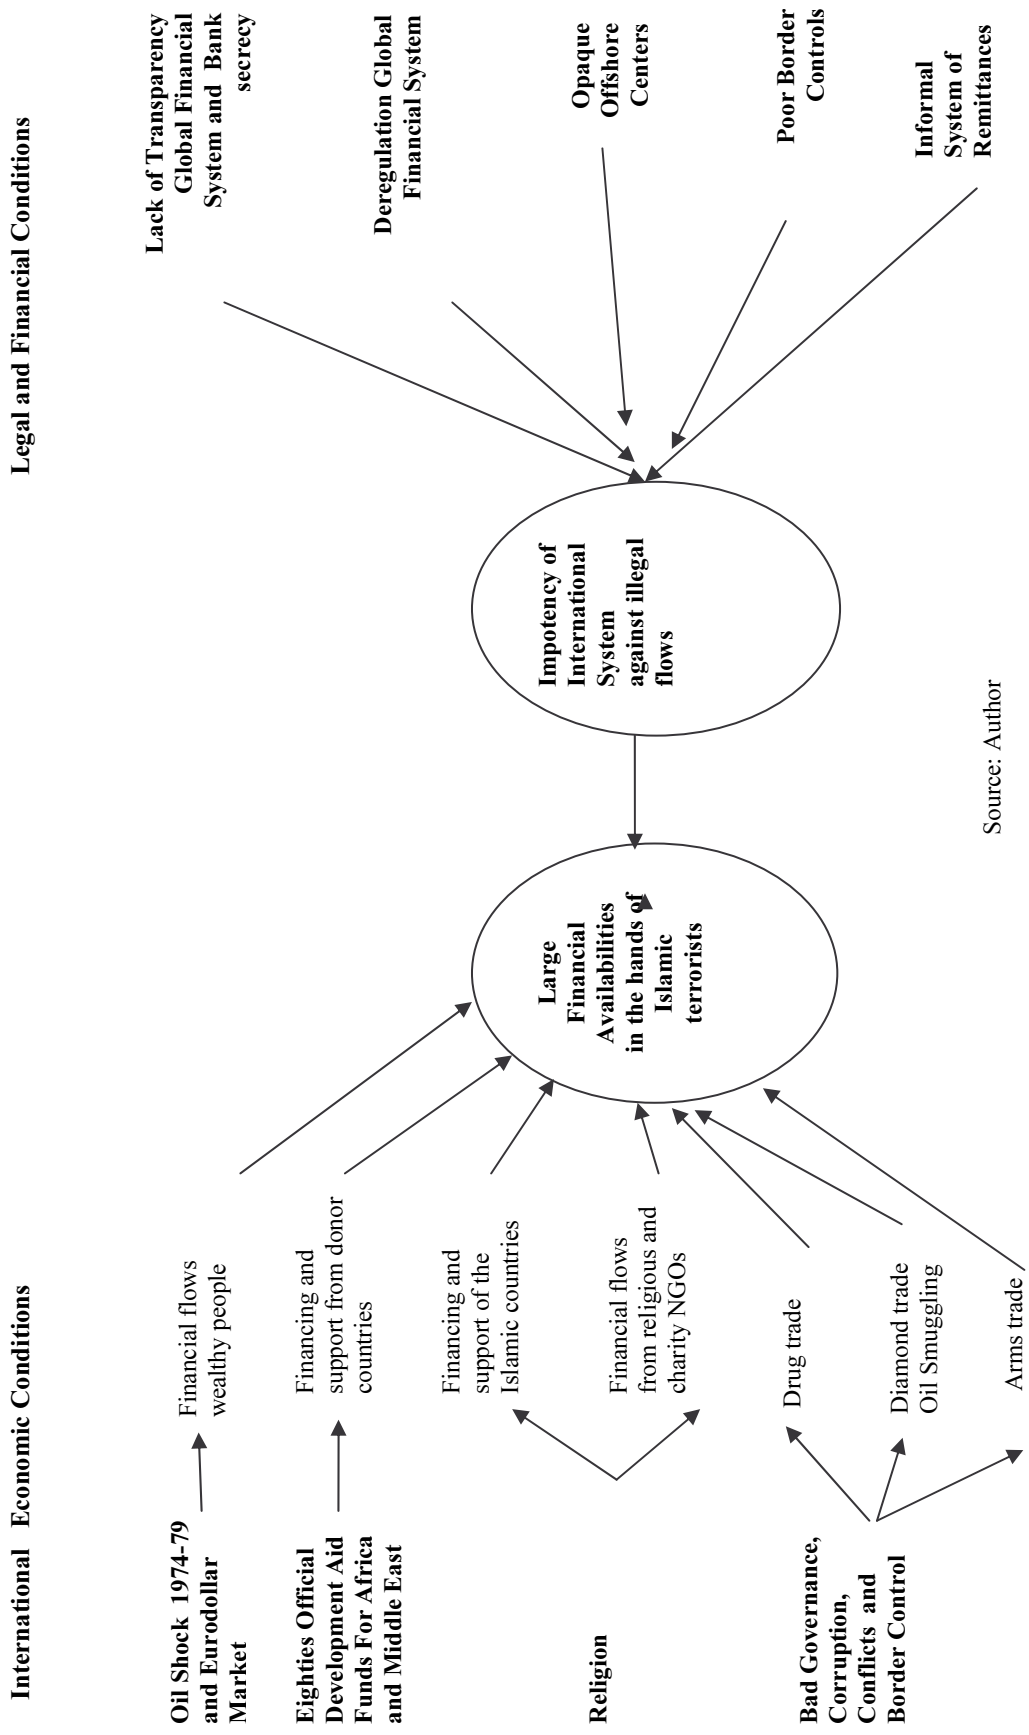 International Economic Conditions
Legal and Financial Conditions
Oil Shock 1974-79
and Eurodollar
Market
Financial flows
wealthy people
Eighties Official
Development Aid
Funds For Africa
and Middle East
Financing and
support from donor
countries
Religion
Financing and
support of the
Islamic countries
Financial flows
from religious and
charity NGOs
Bad Governance,
Corruption,
Conflicts and
Border Control
Drug trade
Diamond trade
Oil Smuggling
Arms trade
Large
Financial
Availabilities
in the hands of
Islamic
terrorists
Impotency of
International
System
against illegal
flows
Lack of Transparency
Global Financial
System and Bank
secrecy
Deregulation Global
Financial System
Opaque
Offshore
Centers
Poor Border
Controls
Informal
System of
Remittances
Source: Author